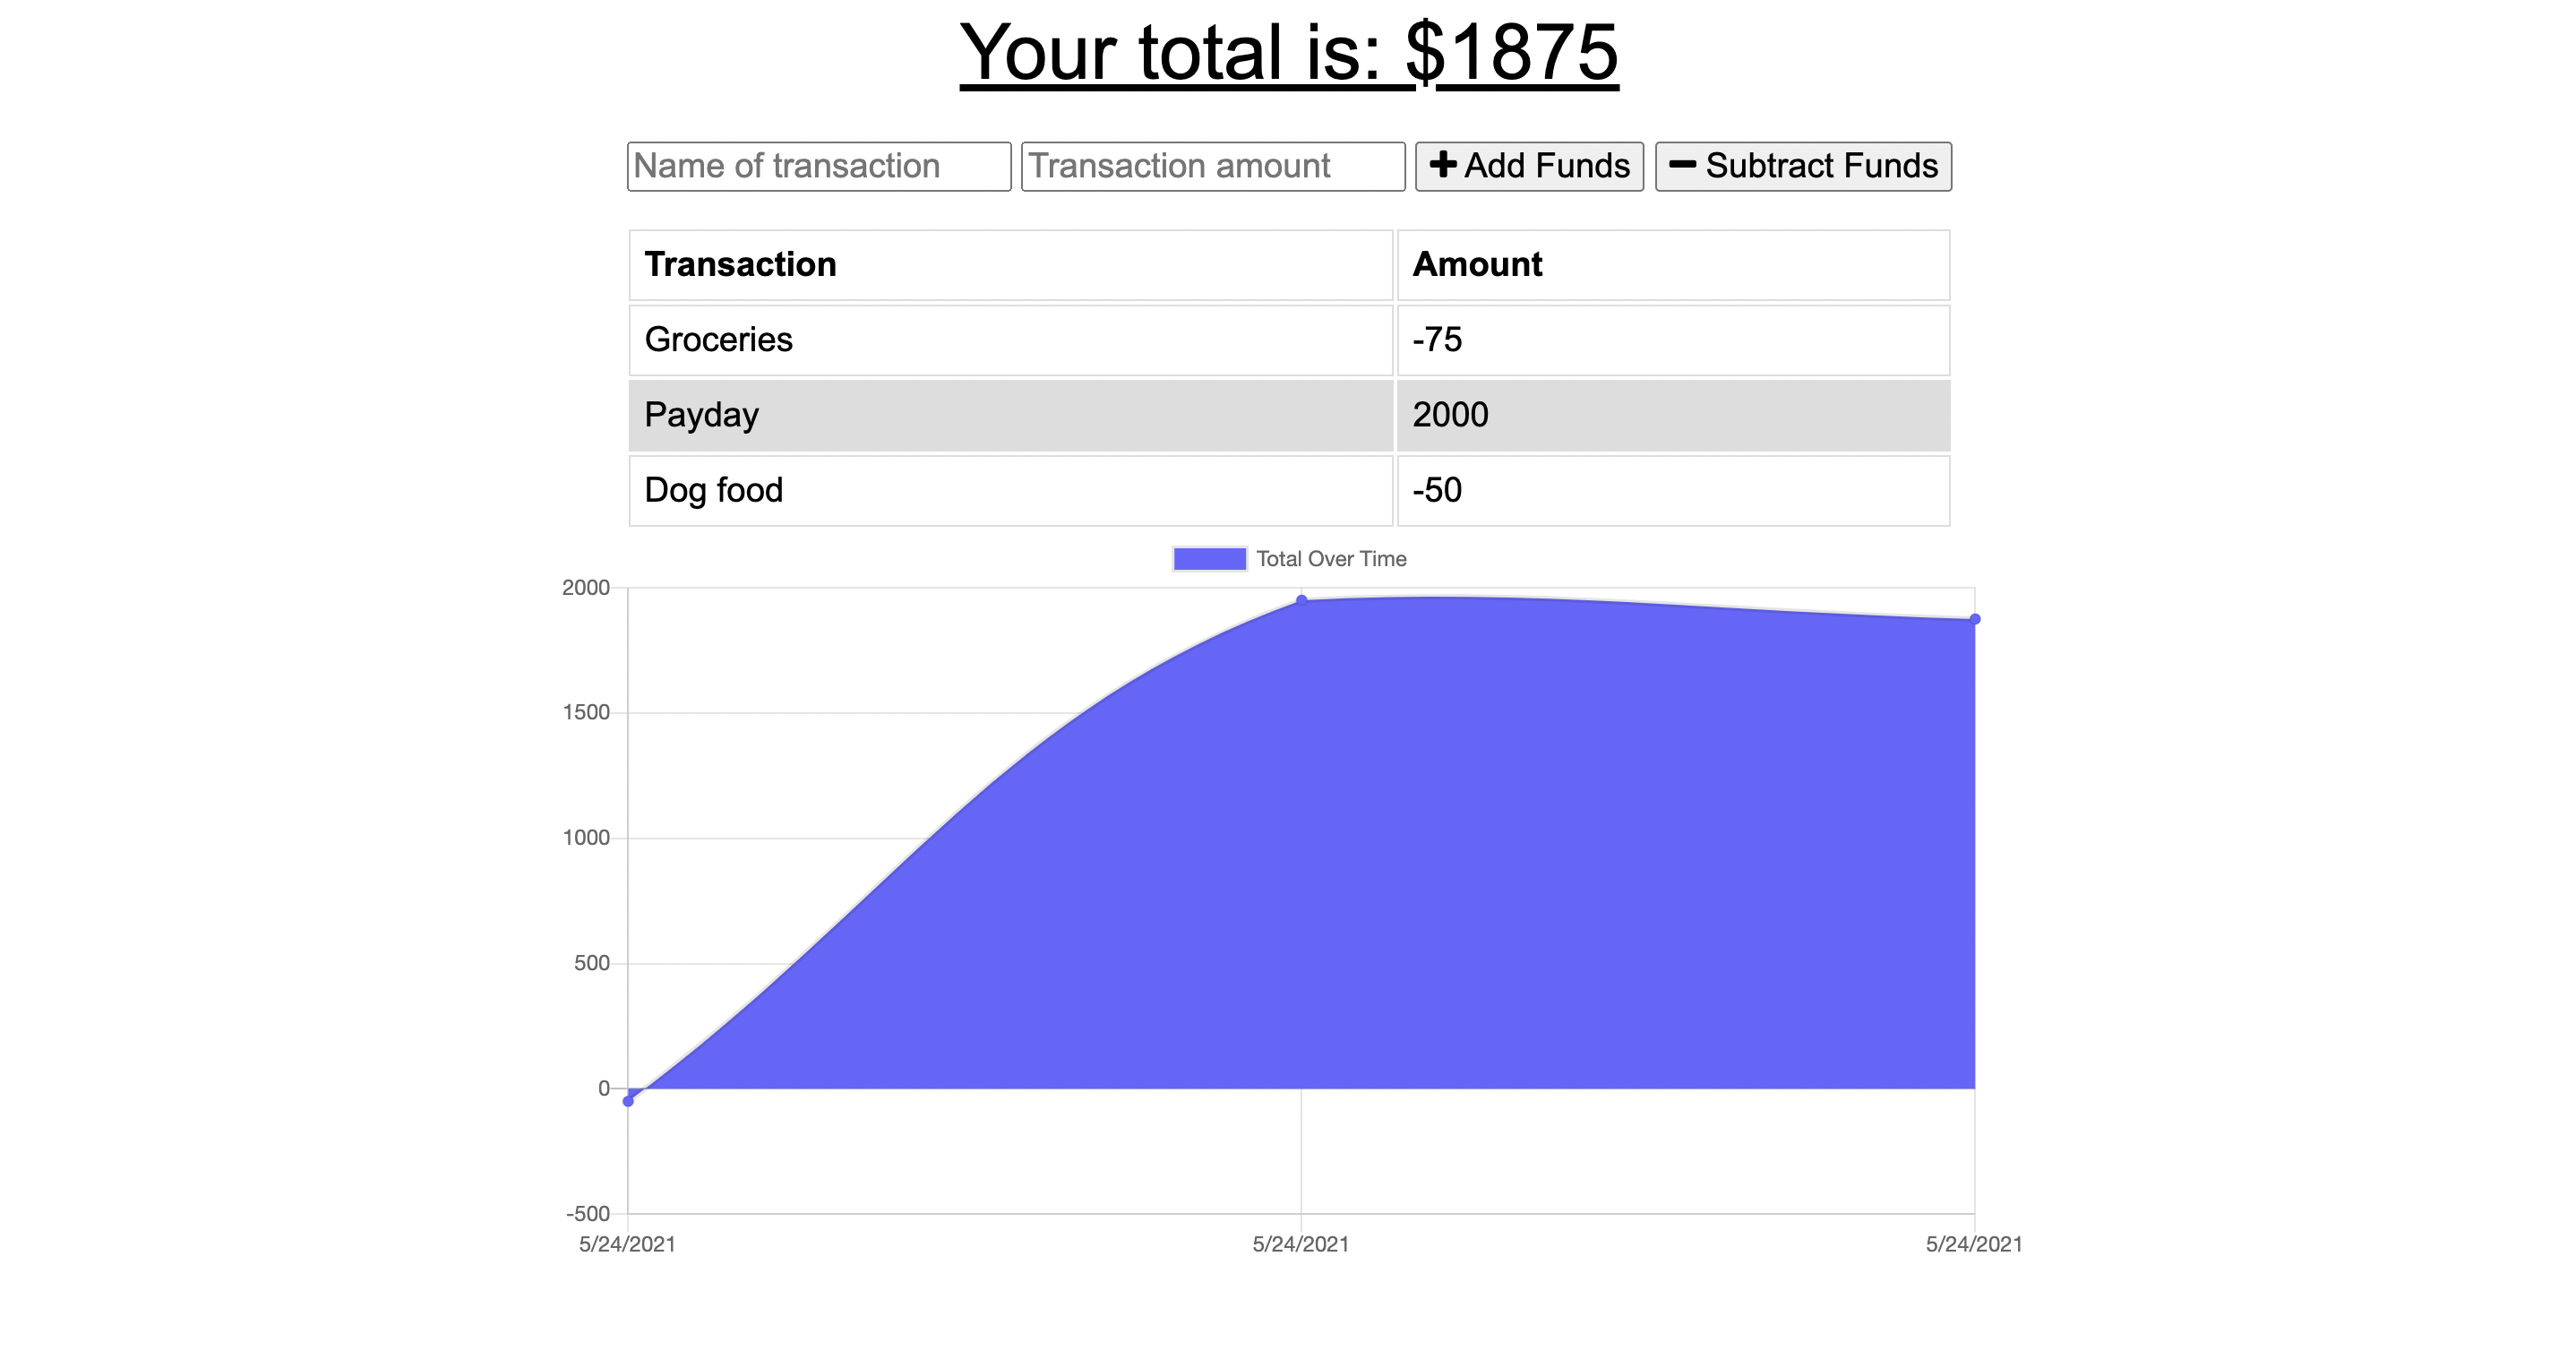 Your total is: $1875
Name of transaction Transaction amount Add Funds Subtract Funds
Transaction Amount
Groceries -75
Payday 2000
Dog food -50
Total Over Time
2000
1500
1000
500
0
-500
5/24/2021 5/24/2021 5/24/2021